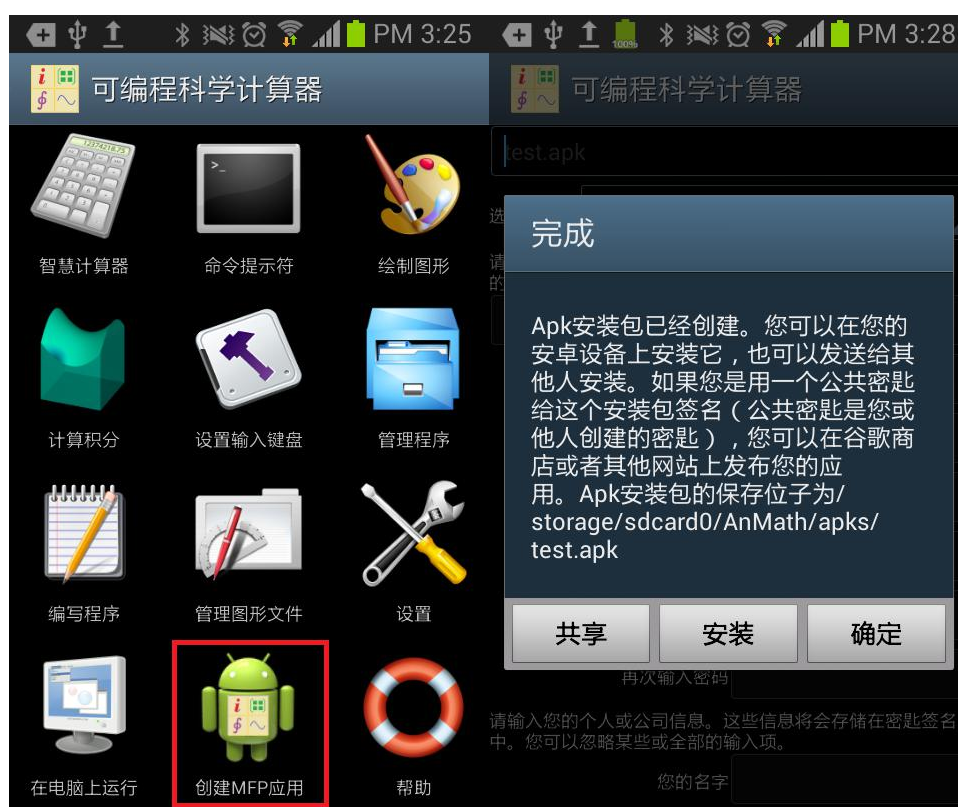 PM 3:25
可编程科学计算器
12374218.75
智慧计算器
>_
命令提示符
绘制图形
计算积分
设置输入键盘
管理程序
编写程序
管理图形文件
设置
在电脑上运行
创建MFP应用
帮助
100%
PM 3:28
可编程科学计算器
test.apk
选
请
的
完成
Apk安装包已经创建。您可以在您的
安卓设备上安装它，也可以发送给其
他人安装。如果您是用一个公共密匙
给这个安装包签名（公共密匙是您或
他人创建的密匙），您可以在谷歌商
店或者其他网站上发布您的应
用。Apk安装包的保存位子为/
storage/sdcard0/AnMath/apks/
test.apk
共享
安装
确定
再次输入密码
请输入您的个人或公司信息。这些信息将会存储在密匙签名
中。您可以忽略某些或全部的输入项。
您的名字